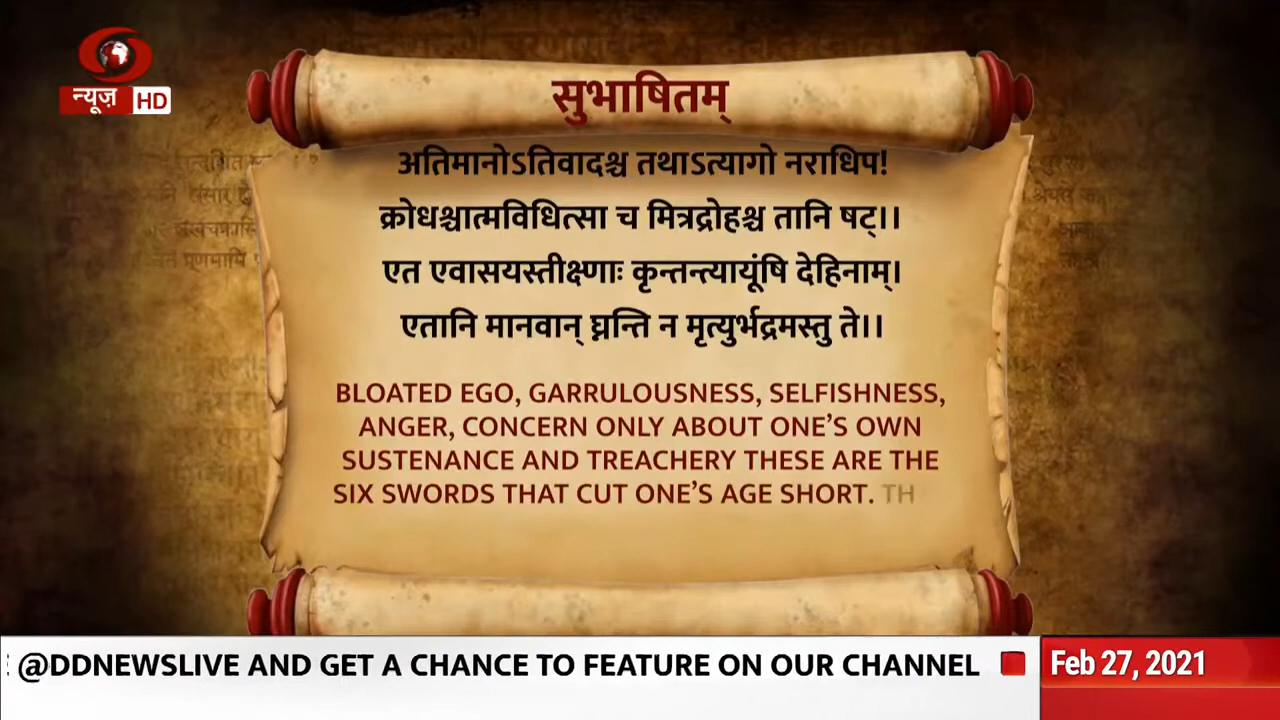 न्यूज़ HD
सुभाषितम्
अतिमानोऽतिवादश्च तथाऽत्यागो नराधिप!
क्रोधश्चात्मविधित्सा च मित्रद्रोहश्च तानि षट्।।
एत एवासयस्तीक्ष्णाः कृन्तन्त्यायूंषि देहिनाम्।
एतानि मानवान् घ्नन्ति न मृत्युर्भद्रमस्तु ते।।
BLOATED EGO, GARRULOUSNESS, SELFISHNESS,
ANGER, CONCERN ONLY ABOUT ONE’S OWN
SUSTENANCE AND TREACHERY THESE ARE THE
SIX SWORDS THAT CUT ONE’S AGE SHORT. TH
@DDNEWSLIVE AND GET A CHANCE TO FEATURE ON OUR CHANNEL
Feb 27, 2021